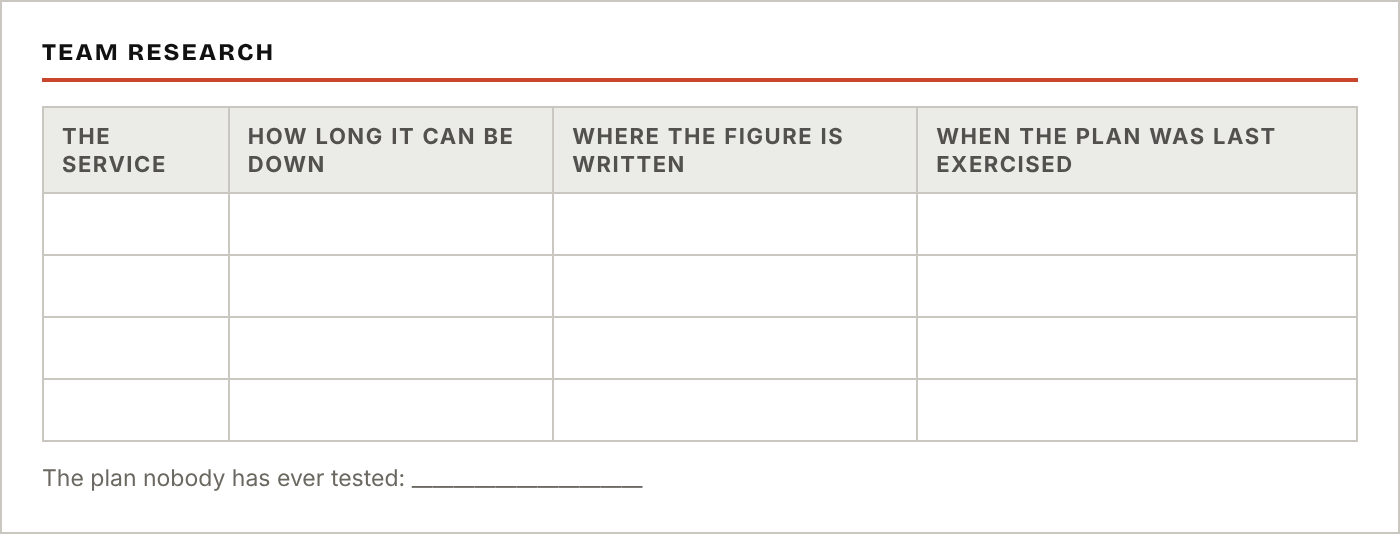 TEAM RESEARCH
THE SERVICE
HOW LONG IT CAN BE DOWN
WHERE THE FIGURE IS WRITTEN
WHEN THE PLAN WAS LAST EXERCISED
The plan nobody has ever tested: ____________________